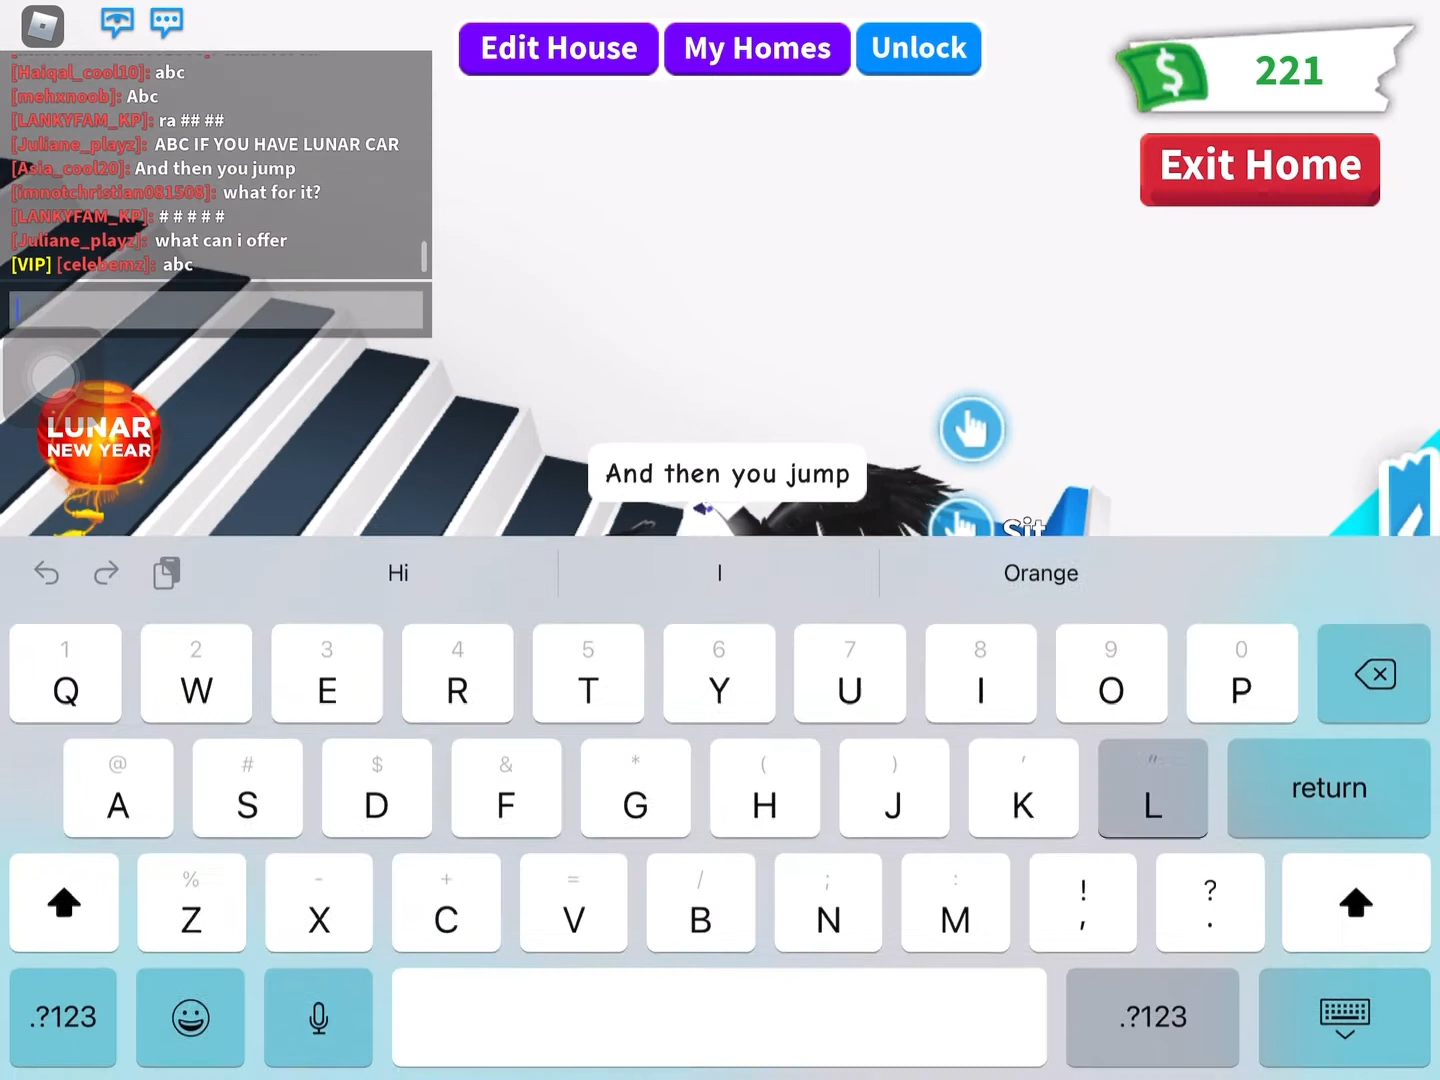 Edit House
My Homes
Unlock
221
Exit Home
[Haiqal_cool10]: abc
[mehxnoob]: Abc
[LANKYFAM_KP]: ra ## ##
[Juliane_playz]: ABC IF YOU HAVE LUNAR CAR
[Asia_cool20]: And then you jump
[imnotchristian081508]: what for it?
[LANKYFAM_KP]: # # # # #
[Juliane_playz]: what can i offer
[VIP] [celebemz]: abc
LUNAR
NEW YEAR
And then you jump
Sit
Hi
I
Orange
1 2 3 4 5 6 7 8 9 0
Q W E R T Y U I O P
@ # $ & * ( ) ' "
A S D F G H J K L return
% - + = / ; : ! ?
Z X C V B N M , .
.?123 .?123